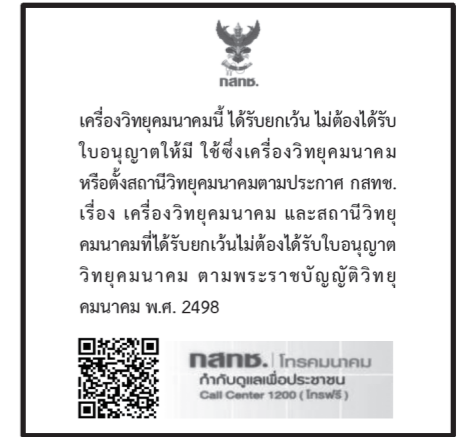 กสทช.
เครื่องวิทยุคมนาคมนี้ ได้รับยกเว้น ไม่ต้องได้รับ
ใบอนุญาตให้มี ใช้ซึ่งเครื่องวิทยุคมนาคม
หรือตั้งสถานีวิทยุคมนาคมตามประกาศ กสทช.
เรื่อง เครื่องวิทยุคมนาคม และสถานีวิทยุ
คมนาคมที่ได้รับยกเว้นไม่ต้องได้รับใบอนุญาต
วิทยุคมนาคม ตามพระราชบัญญัติวิทยุ
คมนาคม พ.ศ. 2498
กสทช. | โทรคมนาคม
กำกับดูแลเพื่อประชาชน
Call Center 1200 (โทรฟรี)